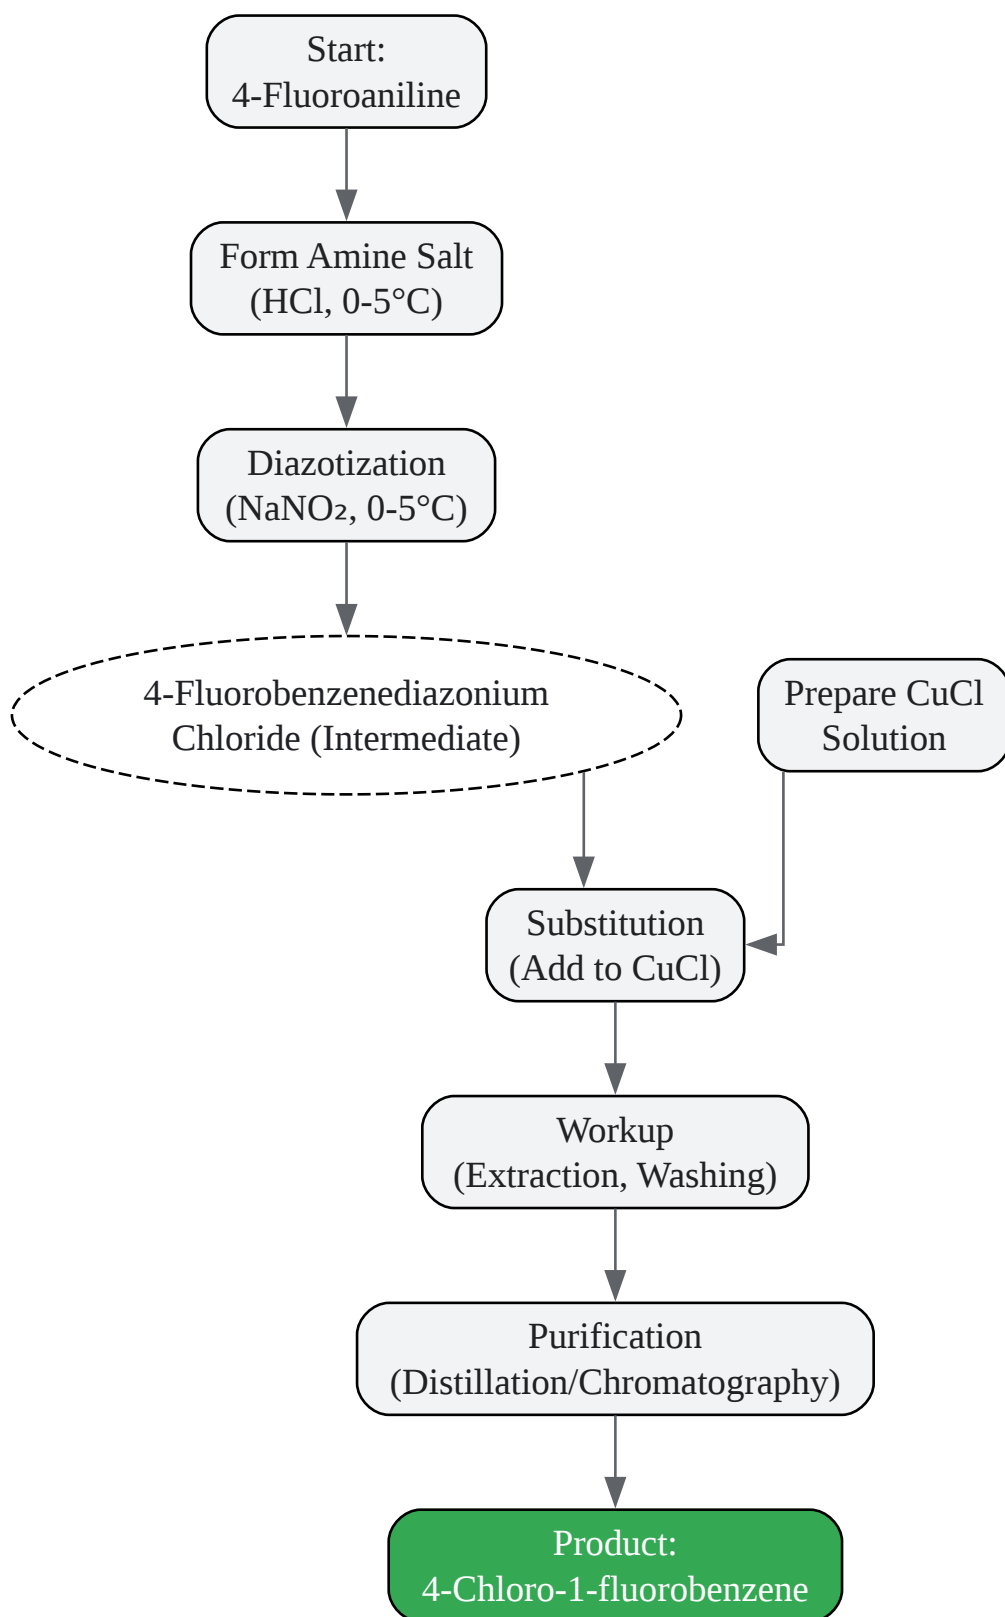 Start:
4-Fluoroaniline
Form Amine Salt
(HCl, 0-5°C)
Diazotization
(NaNO₂, 0-5°C)
4-Fluorobenzenediazonium
Chloride (Intermediate)
Prepare CuCl
Solution
Substitution
(Add to CuCl)
Workup
(Extraction, Washing)
Purification
(Distillation/Chromatography)
Product:
4-Chloro-1-fluorobenzene